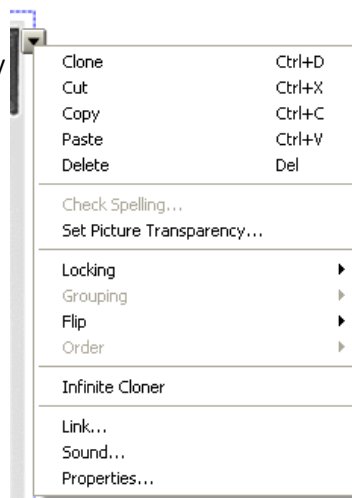 Clone Ctrl+D
Cut Ctrl+X
Copy Ctrl+C
Paste Ctrl+V
Delete Del
Check Spelling...
Set Picture Transparency...
Locking
Grouping
Flip
Order
Infinite Cloner
Link...
Sound...
Properties...